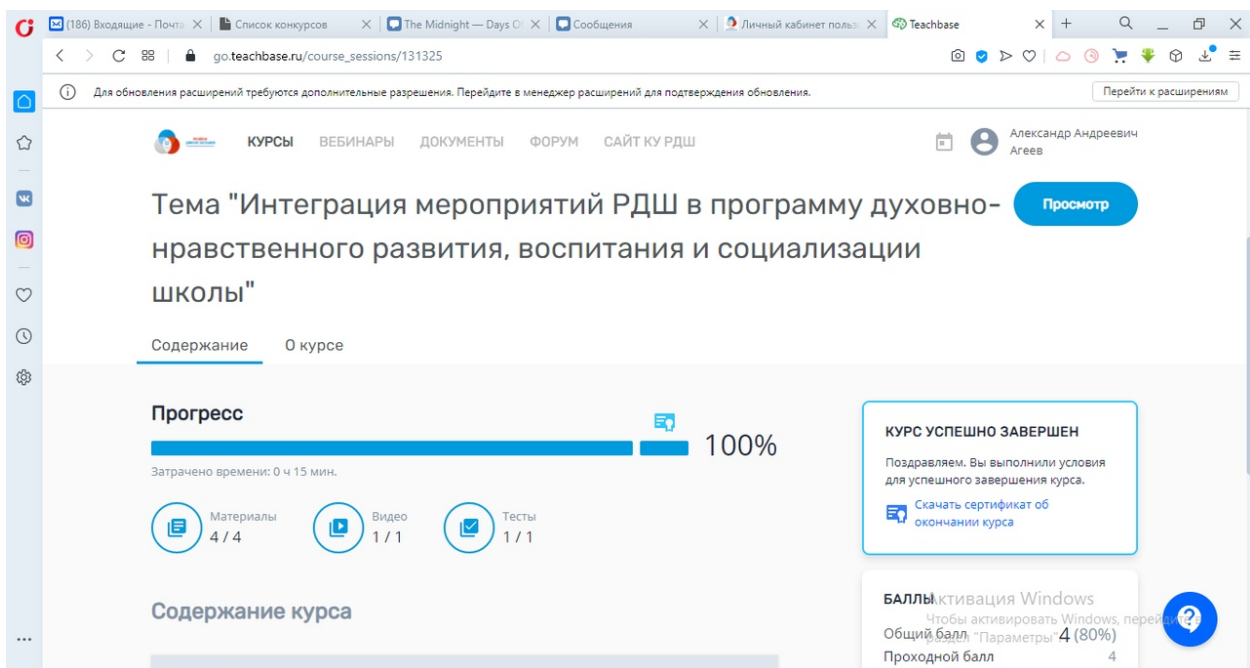 (186) Входящие - Почта
Список конкурсов
The Midnight — Days Of
Сообщения
Личный кабинет польз
Teachbase
go.teachbase.ru/course_sessions/131325
Для обновления расширений требуются дополнительные разрешения. Перейдите в менеджер расширений для подтверждения обновления.
Перейти к расширениям
КУРСЫ ВЕБИНАРЫ ДОКУМЕНТЫ ФОРУМ САЙТ КУ РДШ
Александр Андреевич
Агеев
Тема "Интеграция мероприятий РДШ в программу духовно-
нравственного развития, воспитания и социализации
школы"
Просмотр
Содержание О курсе
Прогресс
100%
Затрачено времени: 0 ч 15 мин.
Материалы
4 / 4
Видео
1 / 1
Тесты
1 / 1
Содержание курса
КУРС УСПЕШНО ЗАВЕРШЕН
Поздравляем. Вы выполнили условия
для успешного завершения курса.
Скачать сертификат об
окончании курса
БАЛЛЫ
Общий балл 4 (80%)
Проходной балл 4
Активация Windows
Чтобы активировать Windows, перейдите в
раздел "Параметры".